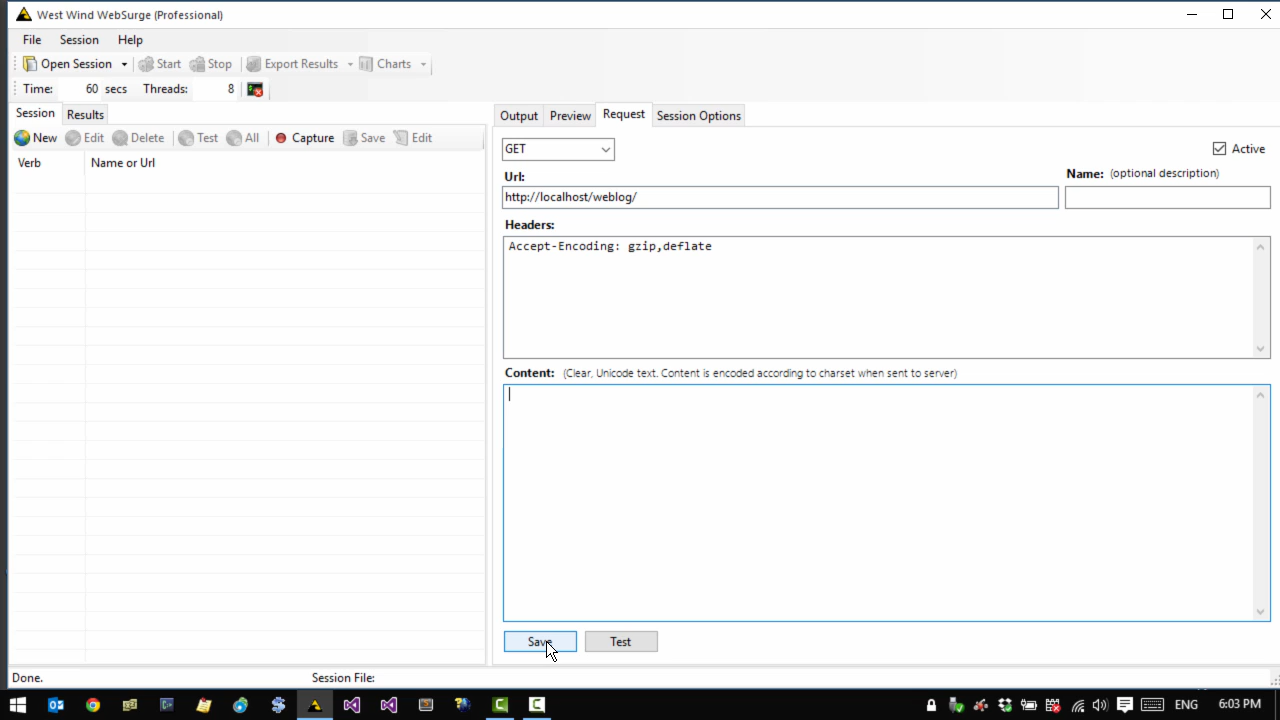 West Wind WebSurge (Professional)
File Session Help
Open Session Start Stop Export Results Charts
Time: 60 secs Threads: 8
Session Results
New Edit Delete Test All Capture Save Edit
Verb Name or Url
Output Preview Request Session Options
GET
Active
Url:
Name: (optional description)
http://localhost/weblog/
Headers:
Accept-Encoding: gzip,deflate
Content: (Clear, Unicode text. Content is encoded according to charset when sent to server)
Save Test
Done. Session File:
ENG 6:03 PM